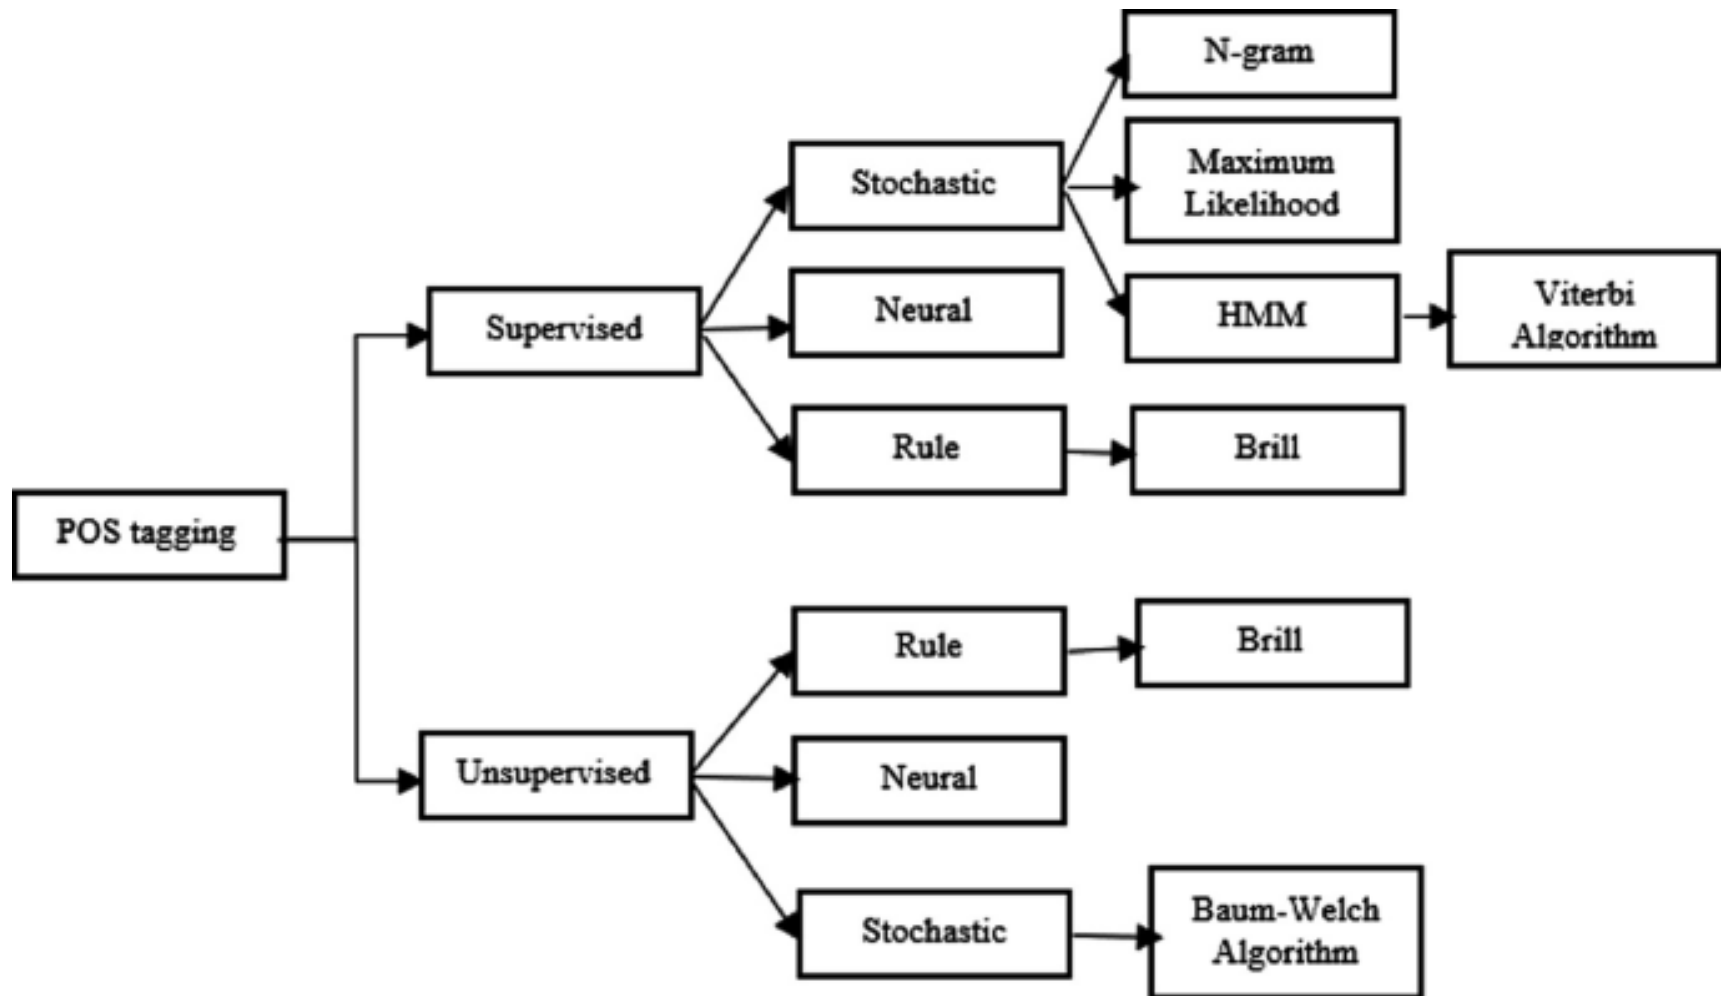 N-gram
Stochastic
Maximum
Likelihood
Supervised
Neural
HMM
Viterbi
Algorithm
Rule
Brill
POS tagging
Rule
Brill
Unsupervised
Neural
Stochastic
Baum-Welch
Algorithm